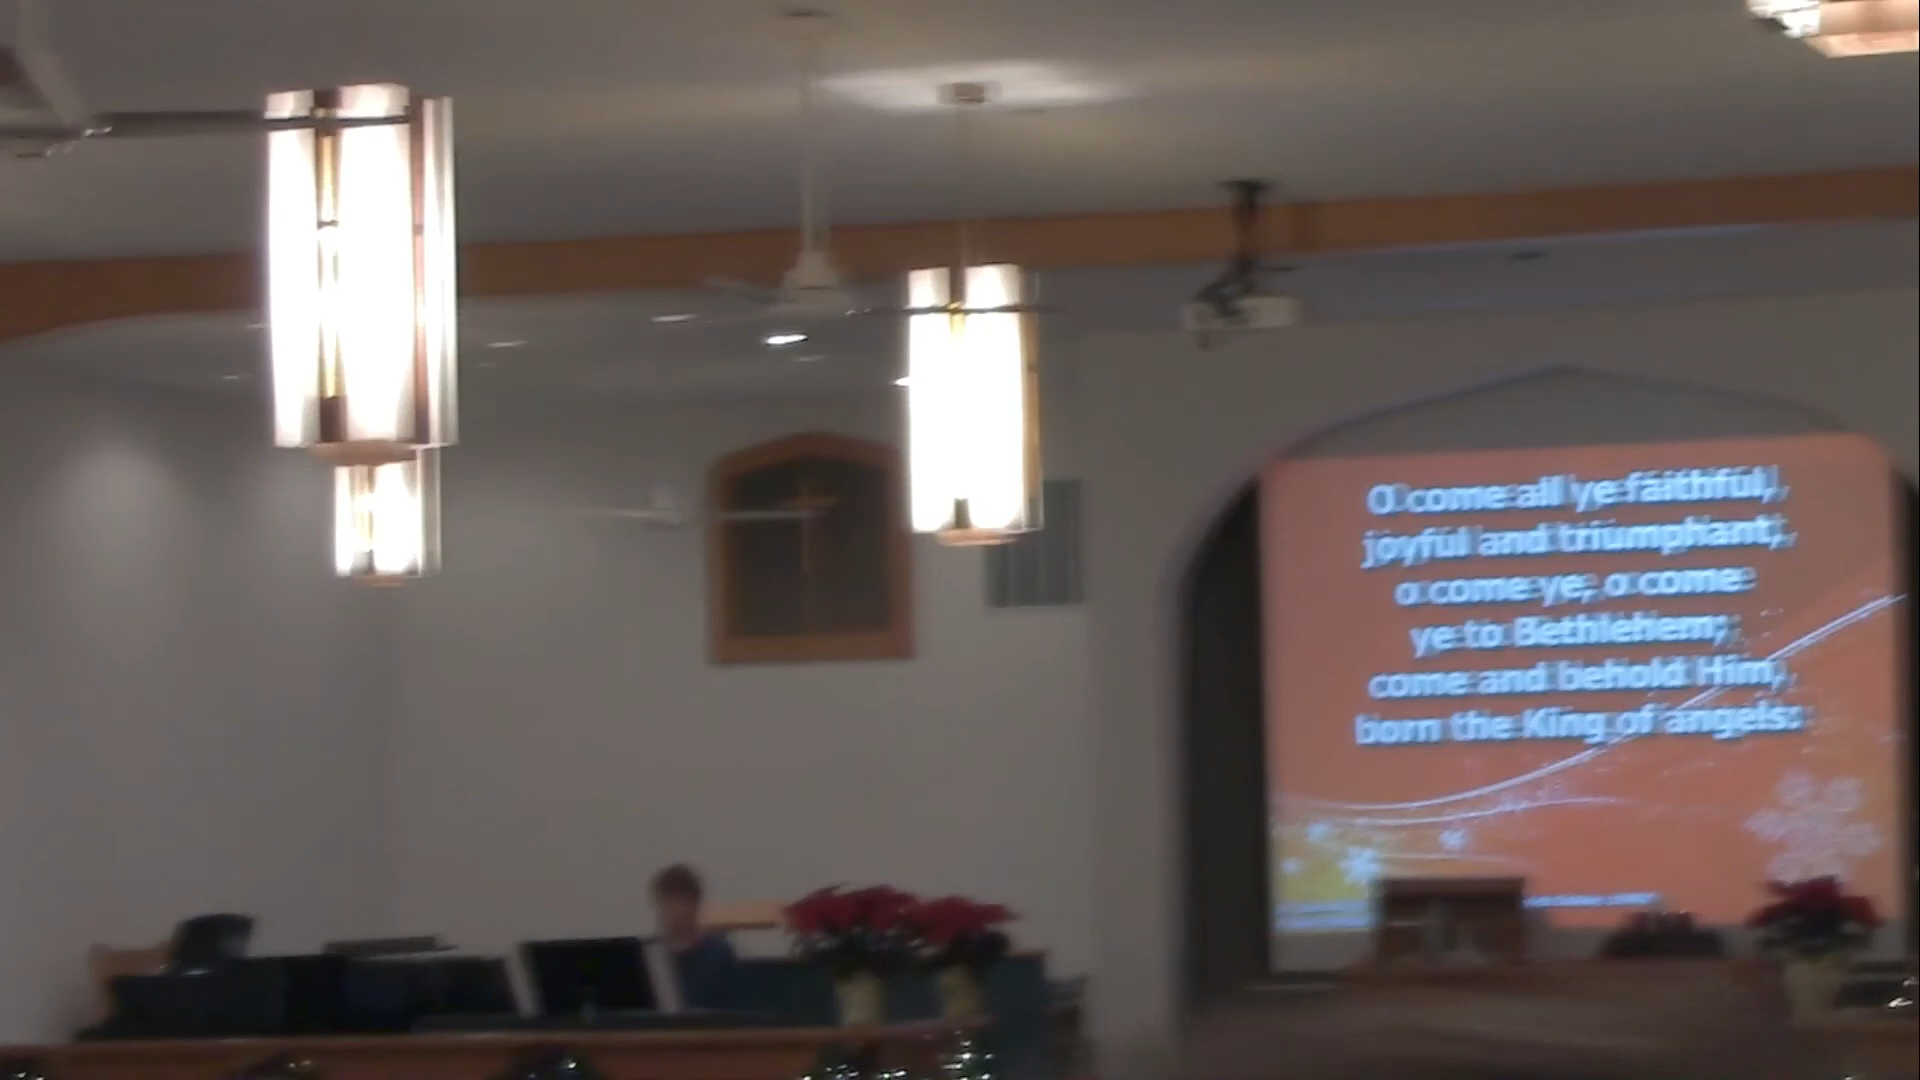 O come all ye faithful,
joyful and triumphant,
o come ye, o come
ye to Bethlehem;
come and behold Him,
born the King of angels: